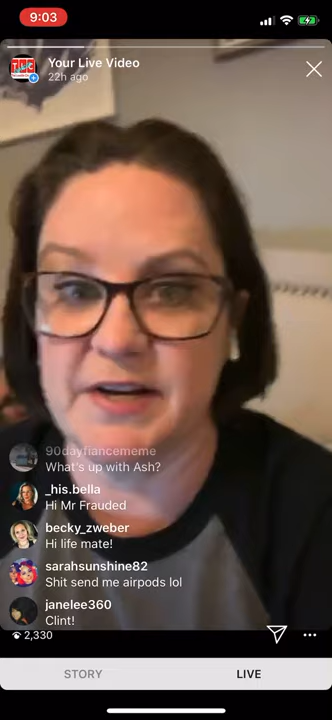 9:03
Your Live Video
22h ago
90dayfiancememe
What's up with Ash?
_his.bella
Hi Mr Frauded
becky_zweber
Hi life mate!
sarahsunshine82
Shit send me airpods lol
janelee360
Clint!
2,330
STORY
LIVE